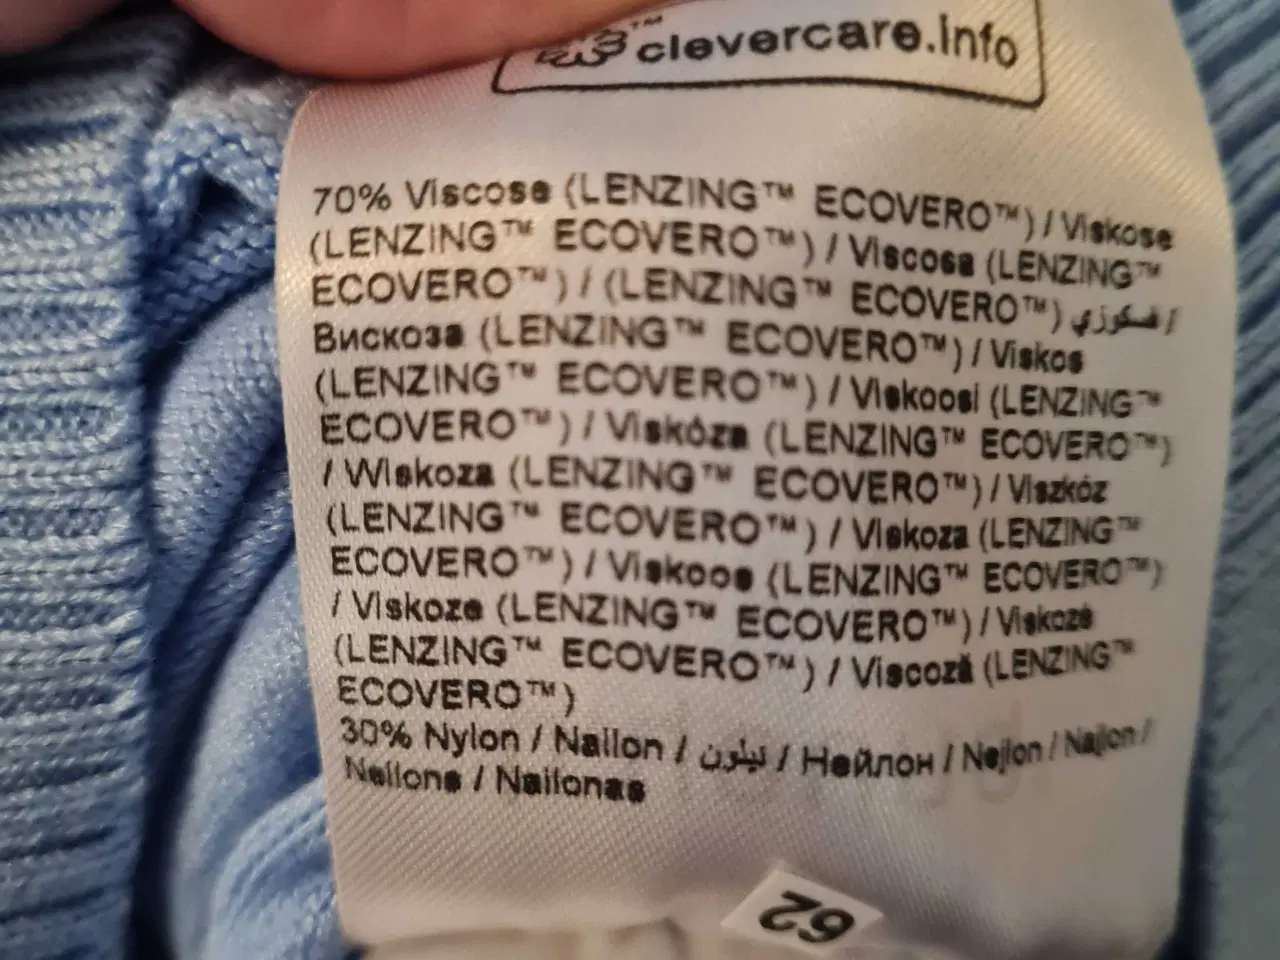 ™ clevercare.info
70% Viscose (LENZING™ ECOVERO™) / Viskose
(LENZING™ ECOVERO™) / Viscosa (LENZING™
ECOVERO™) / (LENZING™ ECOVERO™) فسكوزي /
Вискоза (LENZING™ ECOVERO™) / Viskos
(LENZING™ ECOVERO™) / Viskoosi (LENZING™
ECOVERO™) / Viskóza (LENZING™ ECOVERO™)
/ Wiskoza (LENZING™ ECOVERO™) / Viszkóz
(LENZING™ ECOVERO™) / Viskoza (LENZING™
ECOVERO™) / Viskoos (LENZING™ ECOVERO™)
/ Viskoze (LENZING™ ECOVERO™) / Viskozė
(LENZING™ ECOVERO™) / Viscoză (LENZING™
ECOVERO™)
30% Nylon / Nailon / نيلون / Нейлон / Nejlon / Najlon /
Neilons / Nailonas
62